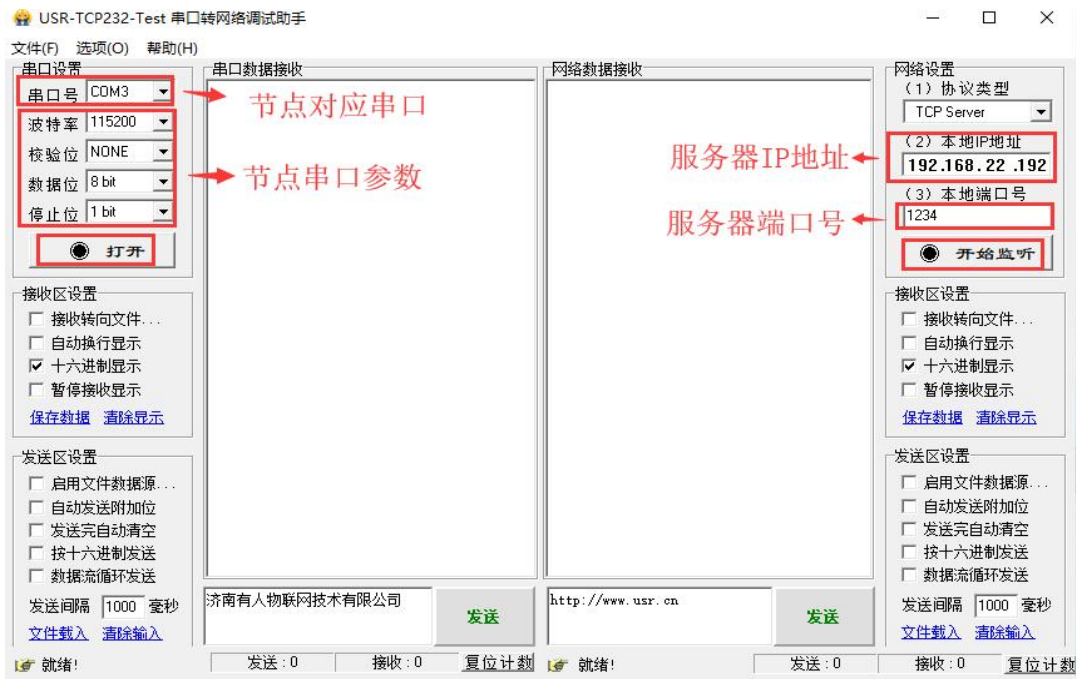 USR-TCP232-Test 串口转网络调试助手
文件(F) 选项(O) 帮助(H)
串口设置
串口号 COM3
波特率 115200
校验位 NONE
数据位 8 bit
停止位 1 bit
打开
接收区设置
接收转向文件...
自动换行显示
十六进制显示
暂停接收显示
保存数据 清除显示
发送区设置
启用文件数据源...
自动发送附加位
发送完自动清空
按十六进制发送
数据流循环发送
发送间隔 1000 毫秒
文件载入 清除输入
就绪!
串口数据接收
节点对应串口
节点串口参数
济南有人物联网技术有限公司
发送
发送:0 接收:0 复位计数
网络数据接收
服务器IP地址
服务器端口号
http://www.usr.cn
发送
就绪! 发送:0 接收:0 复位计数
网络设置
(1) 协议类型
TCP Server
(2) 本地IP地址
192.168.22 .192
(3) 本地端口号
1234
开始监听
接收区设置
接收转向文件...
自动换行显示
十六进制显示
暂停接收显示
保存数据 清除显示
发送区设置
启用文件数据源...
自动发送附加位
发送完自动清空
按十六进制发送
数据流循环发送
发送间隔 1000 毫秒
文件载入 清除输入